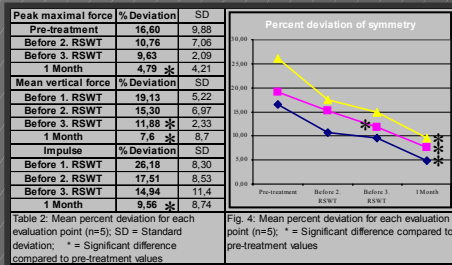 Peak maximal force % Deviation SD
Pre-treatment 16,60 9,88
Before 2. RSWT 10,76 7,06
Before 3. RSWT 9,63 2,09
1 Month 4,79 * 4,21
Mean vertical force % Deviation SD
Before 1. RSWT 19,13 5,22
Before 2. RSWT 15,30 6,97
Before 3. RSWT 11,88 * 2,33
1 Month 7,6 * 8,7
Impulse % Deviation SD
Before 1. RSWT 26,18 8,30
Before 2. RSWT 17,51 8,53
Before 3. RSWT 14,94 11,4
1 Month 9,56 * 8,74
Table 2: Mean percent deviation for each
evaluation point (n=5); SD = Standard
deviation; * = Significant difference
compared to pre-treatment values
Percent deviation of symmetry
30,00
25,00
20,00
15,00
10,00
5,00
0,00
* * * *
Pre-treatment Before 2. RSWT Before 3. RSWT 1 Month
Fig. 4: Mean percent deviation for each evaluation
point (n=5); * = Significant difference compared to
pre-treatment values